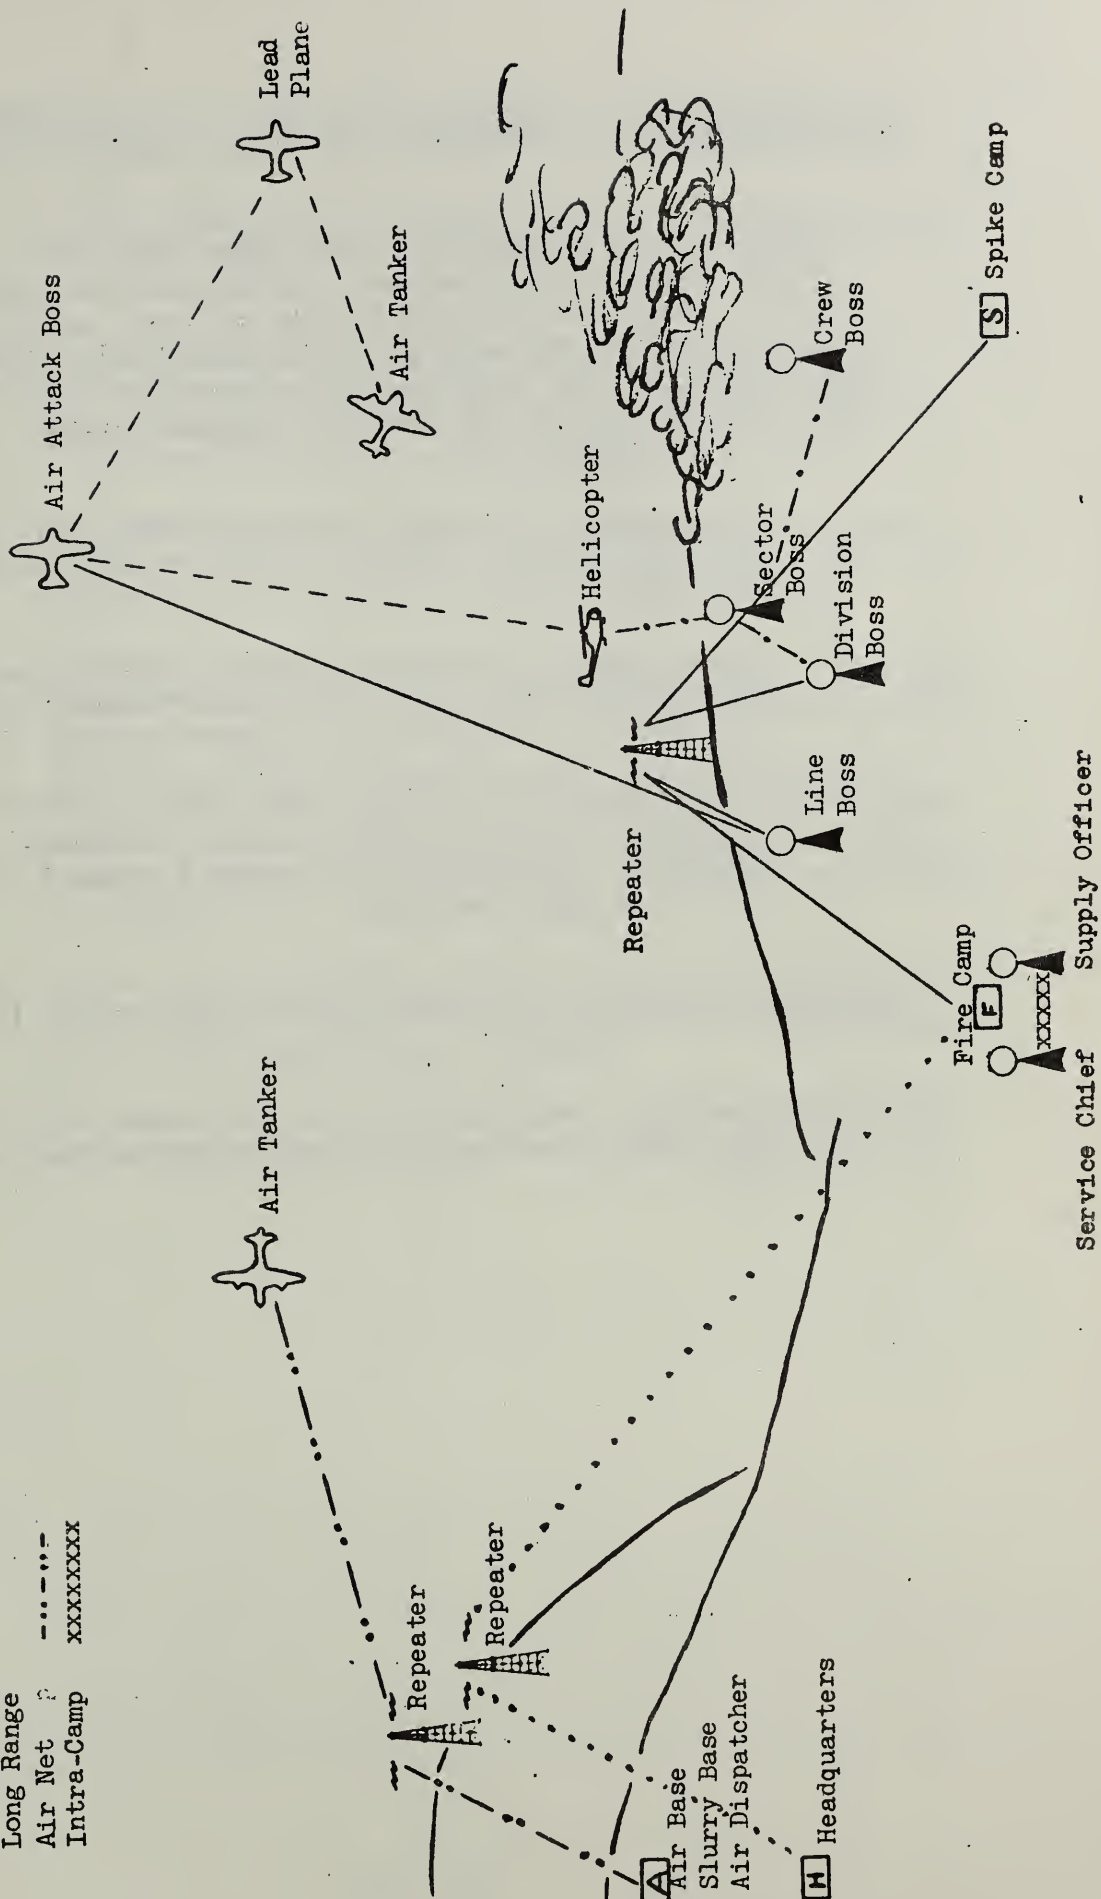 Long Range
Air Net -··-··-
Intra-Camp xxxxxxxx
Air Attack Boss
Lead
Plane
Air Tanker
Air Tanker
Helicopter
Repeater
Repeater
Repeater
Sector
Boss
Crew
Boss
Division
Boss
Line
Boss
S Spike Camp
Fire Camp
F
xxxxx
Service Chief
Supply Officer
A
Air Base
Slurry Base
Air Dispatcher
H Headquarters